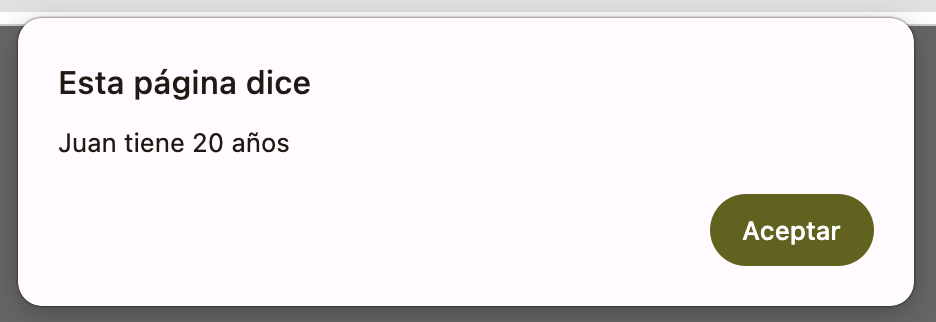 Esta página dice
Juan tiene 20 años
Aceptar